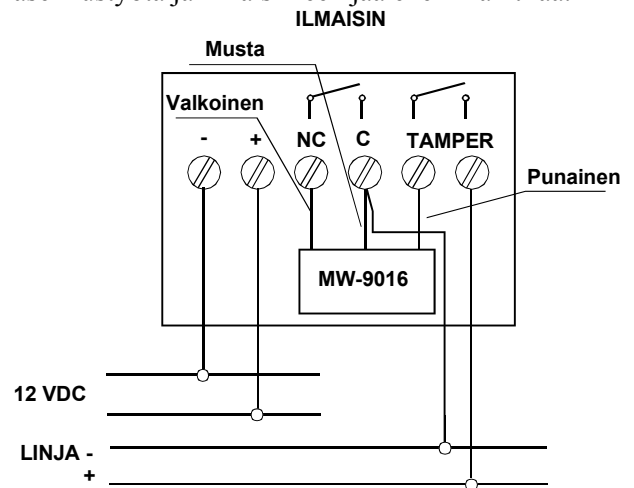 ILMAISIN
Musta
Valkoinen
- + NC C TAMPER
Punainen
MW-9016
12 VDC
LINJA -
+